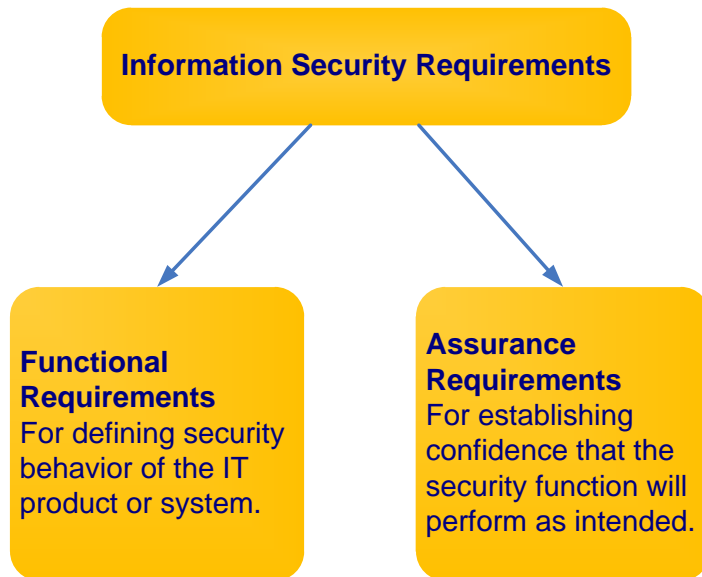 Information Security Requirements
Functional
Requirements
For defining security
behavior of the IT
product or system.
Assurance
Requirements
For establishing
confidence that the
security function will
perform as intended.